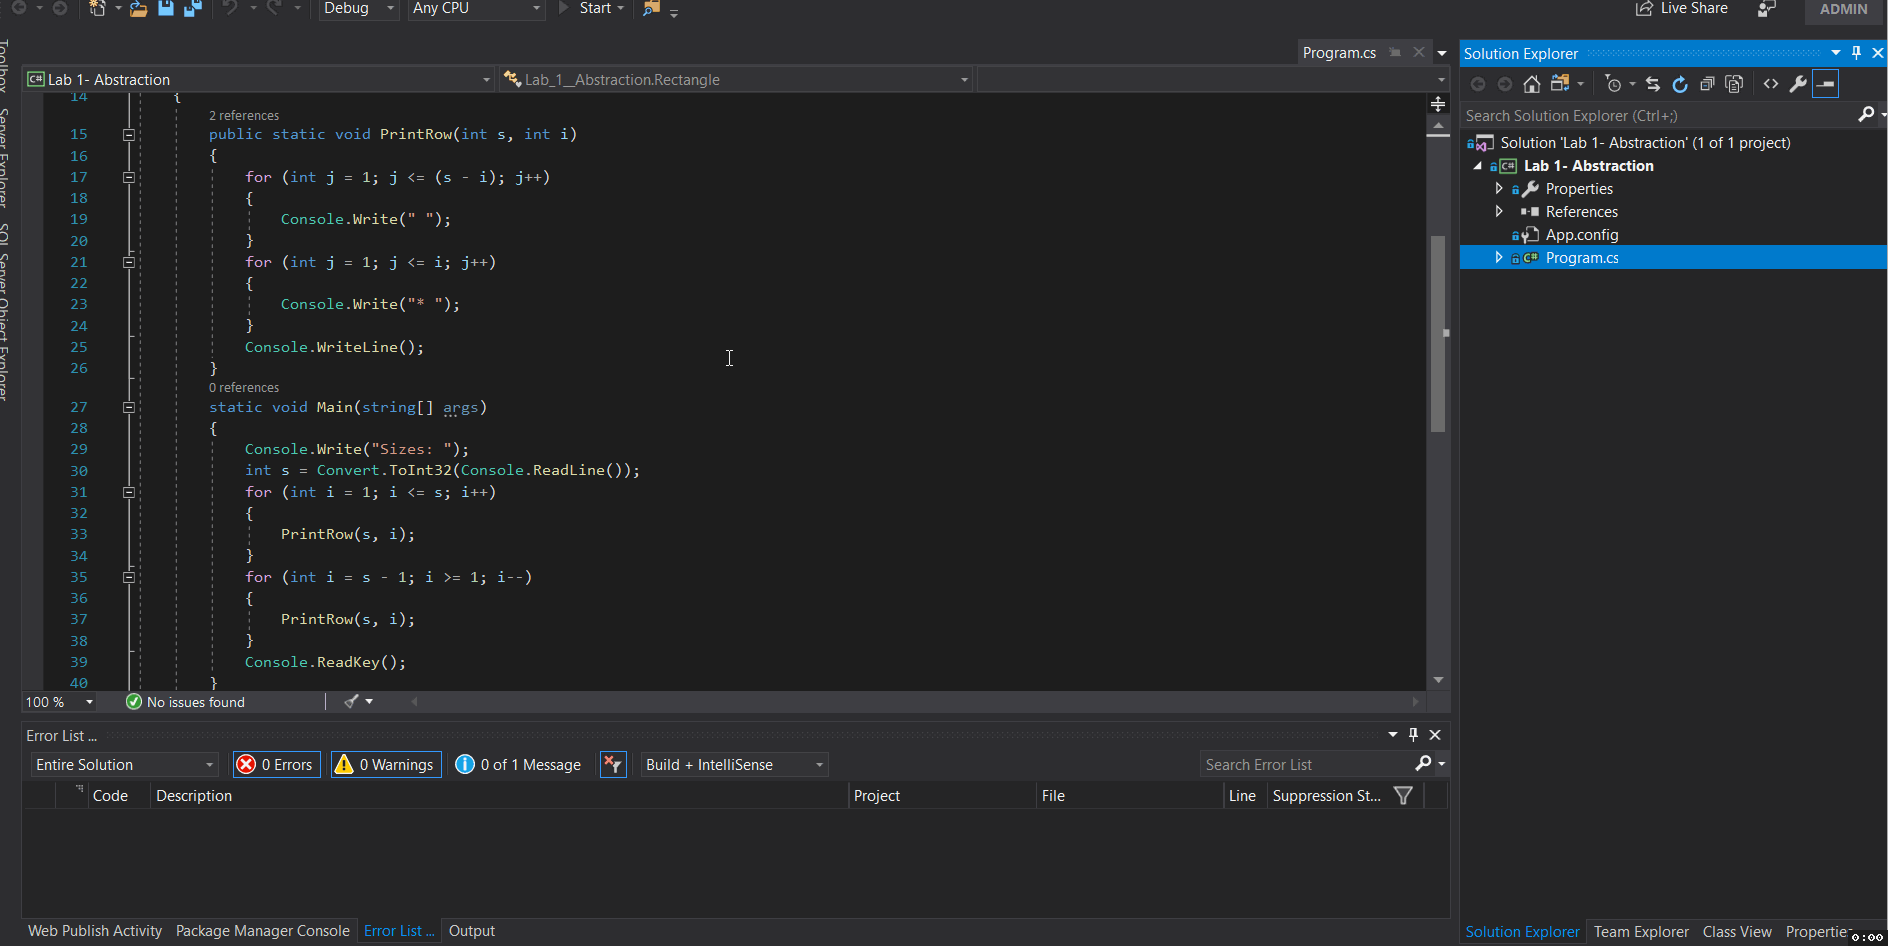 Debug
Any CPU
Start
Live Share
ADMIN
Toolbox
Server Explorer
SQL Server Object Explorer
Program.cs
Lab 1- Abstraction
Lab_1__Abstraction.Rectangle
14 {
2 references
15 public static void PrintRow(int s, int i)
16 {
17 for (int j = 1; j <= (s - i); j++)
18 {
19 Console.Write(" ");
20 }
21 for (int j = 1; j <= i; j++)
22 {
23 Console.Write("* ");
24 }
25 Console.WriteLine();
26 }
0 references
27 static void Main(string[] args)
28 {
29 Console.Write("Sizes: ");
30 int s = Convert.ToInt32(Console.ReadLine());
31 for (int i = 1; i <= s; i++)
32 {
33 PrintRow(s, i);
34 }
35 for (int i = s - 1; i >= 1; i--)
36 {
37 PrintRow(s, i);
38 }
39 Console.ReadKey();
40 }
100 %
No issues found
Error List ...
Entire Solution
0 Errors
0 Warnings
0 of 1 Message
Build + IntelliSense
Search Error List
Code
Description
Project
File
Line
Suppression St...
Web Publish Activity
Package Manager Console
Error List ...
Output
Solution Explorer
Search Solution Explorer (Ctrl+;)
Solution 'Lab 1- Abstraction' (1 of 1 project)
C# Lab 1- Abstraction
Properties
References
App.config
C# Program.cs
Solution Explorer
Team Explorer
Class View
Propertie
0:00